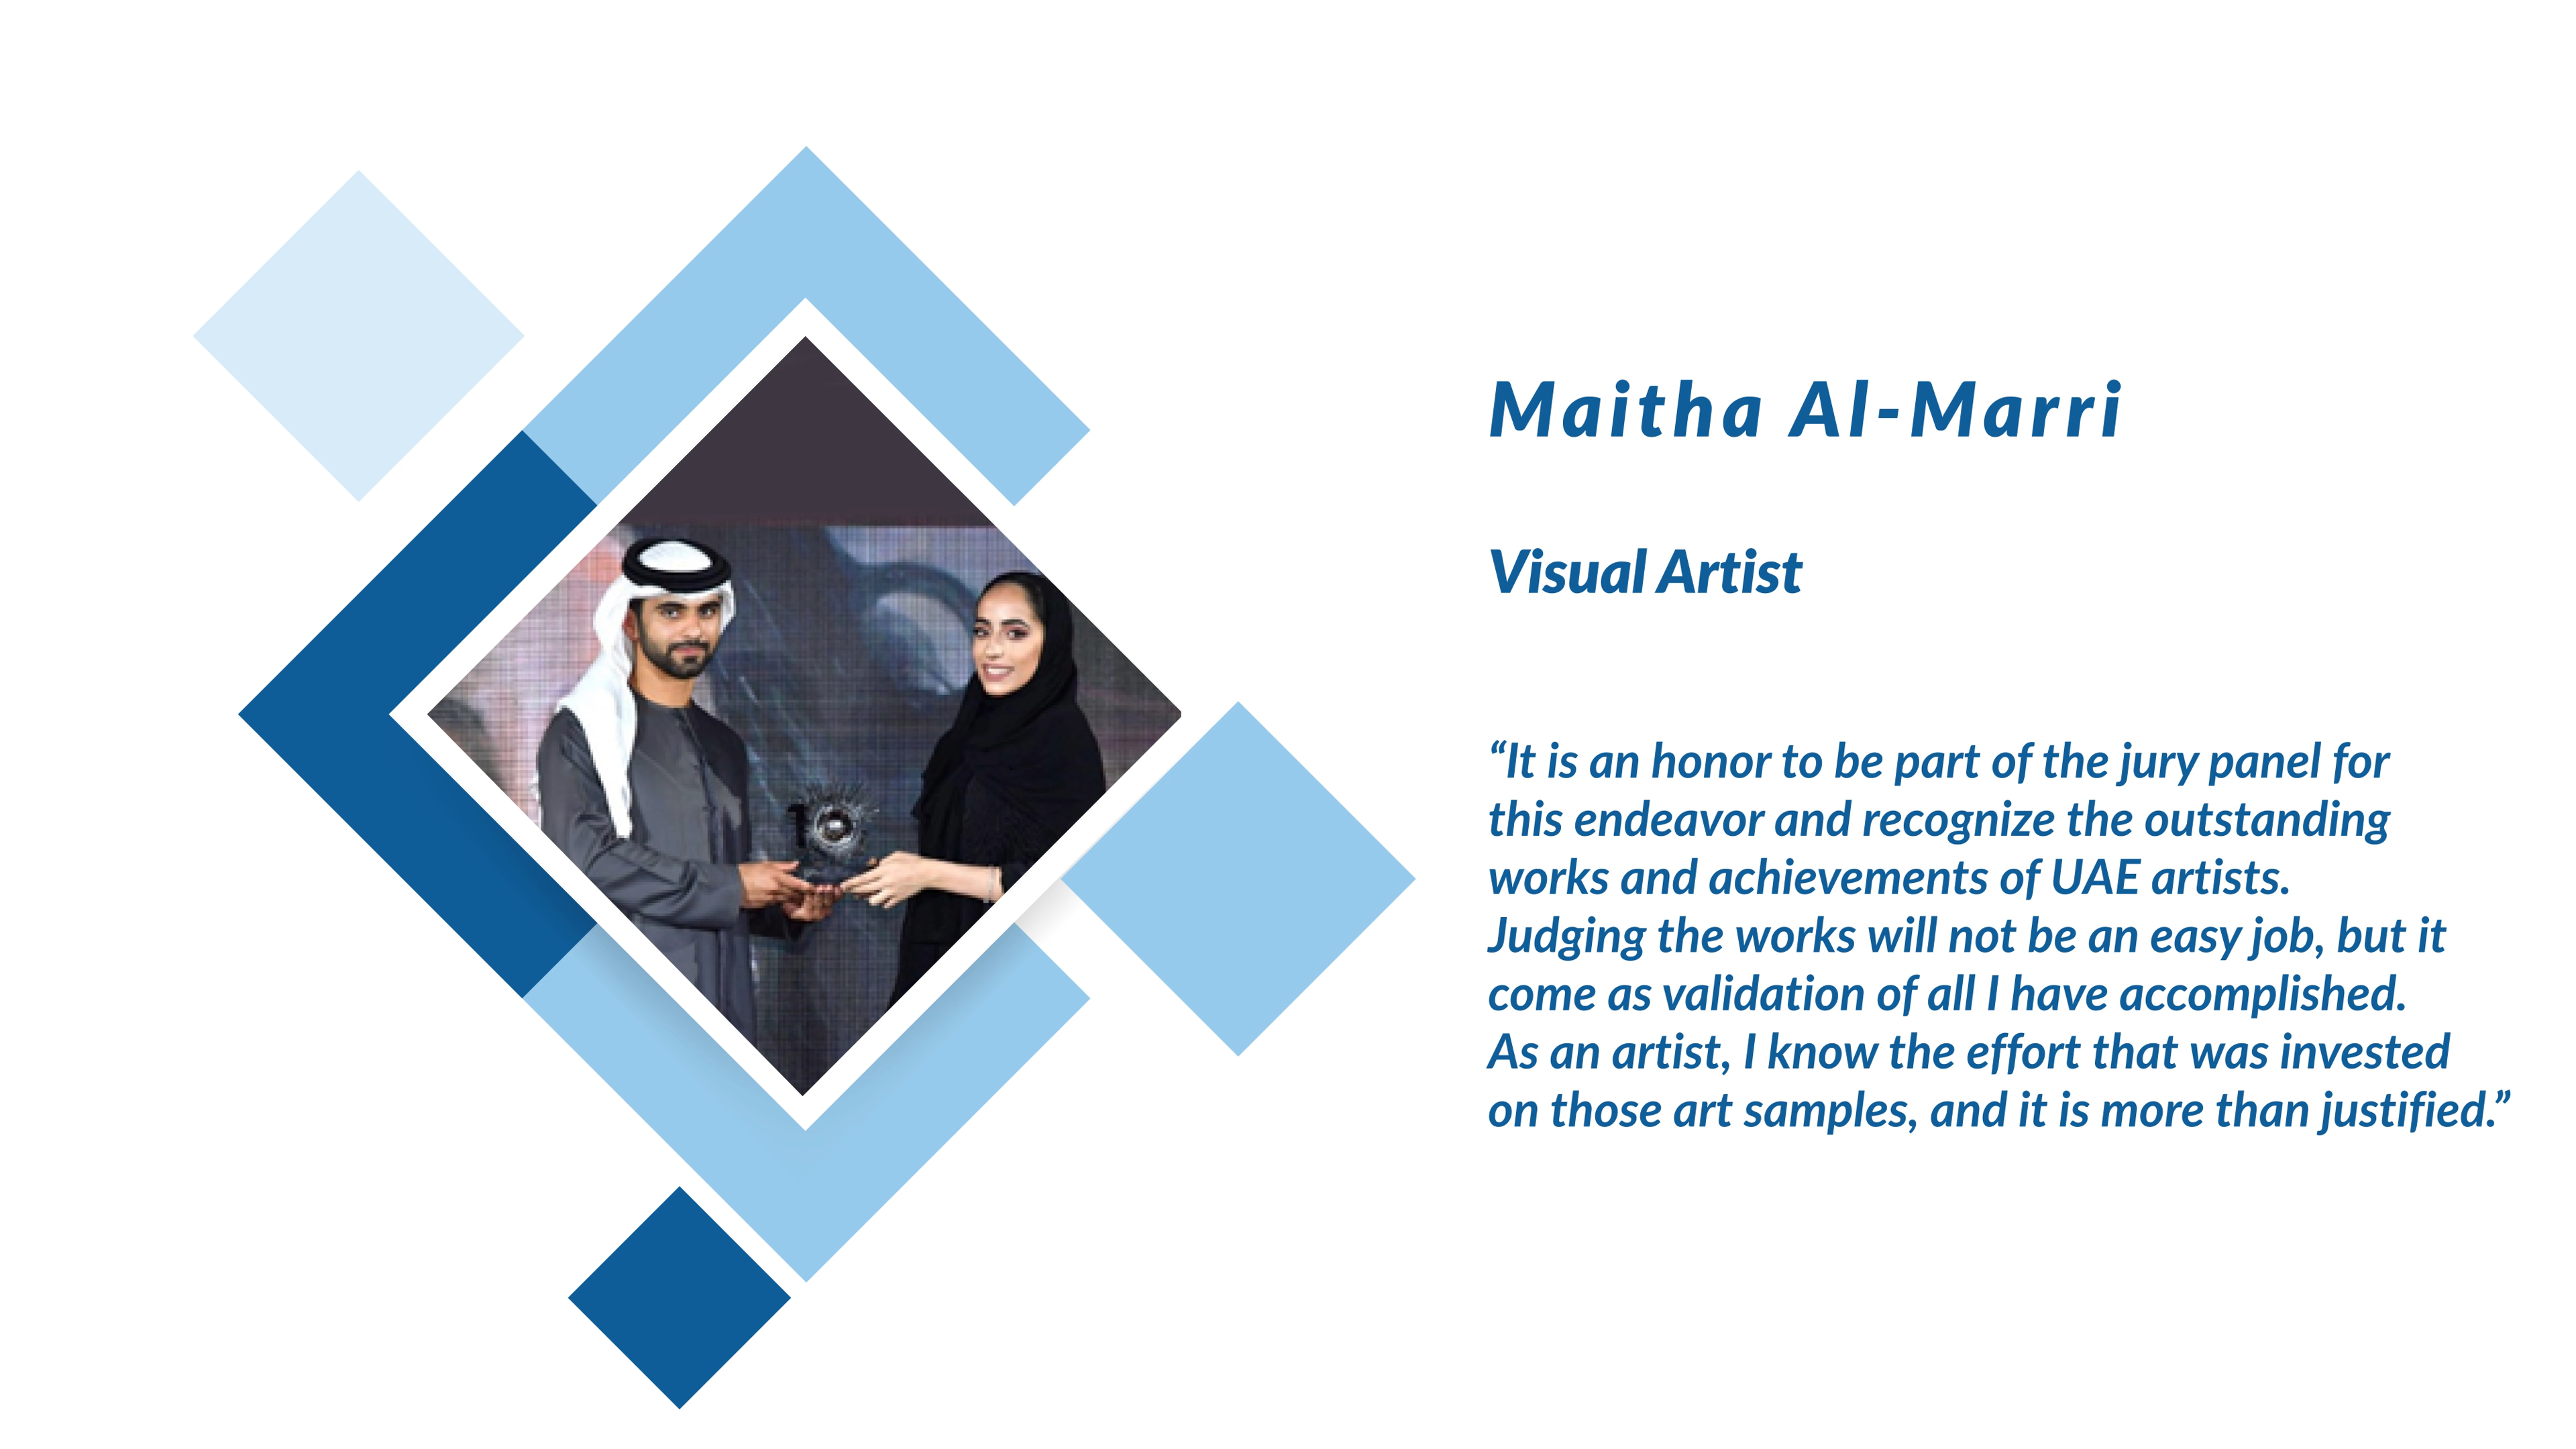 Maitha Al-Marri
Visual Artist
“It is an honor to be part of the jury panel for
this endeavor and recognize the outstanding
works and achievements of UAE artists.
Judging the works will not be an easy job, but it
come as validation of all I have accomplished.
As an artist, I know the effort that was invested
on those art samples, and it is more than justified.”